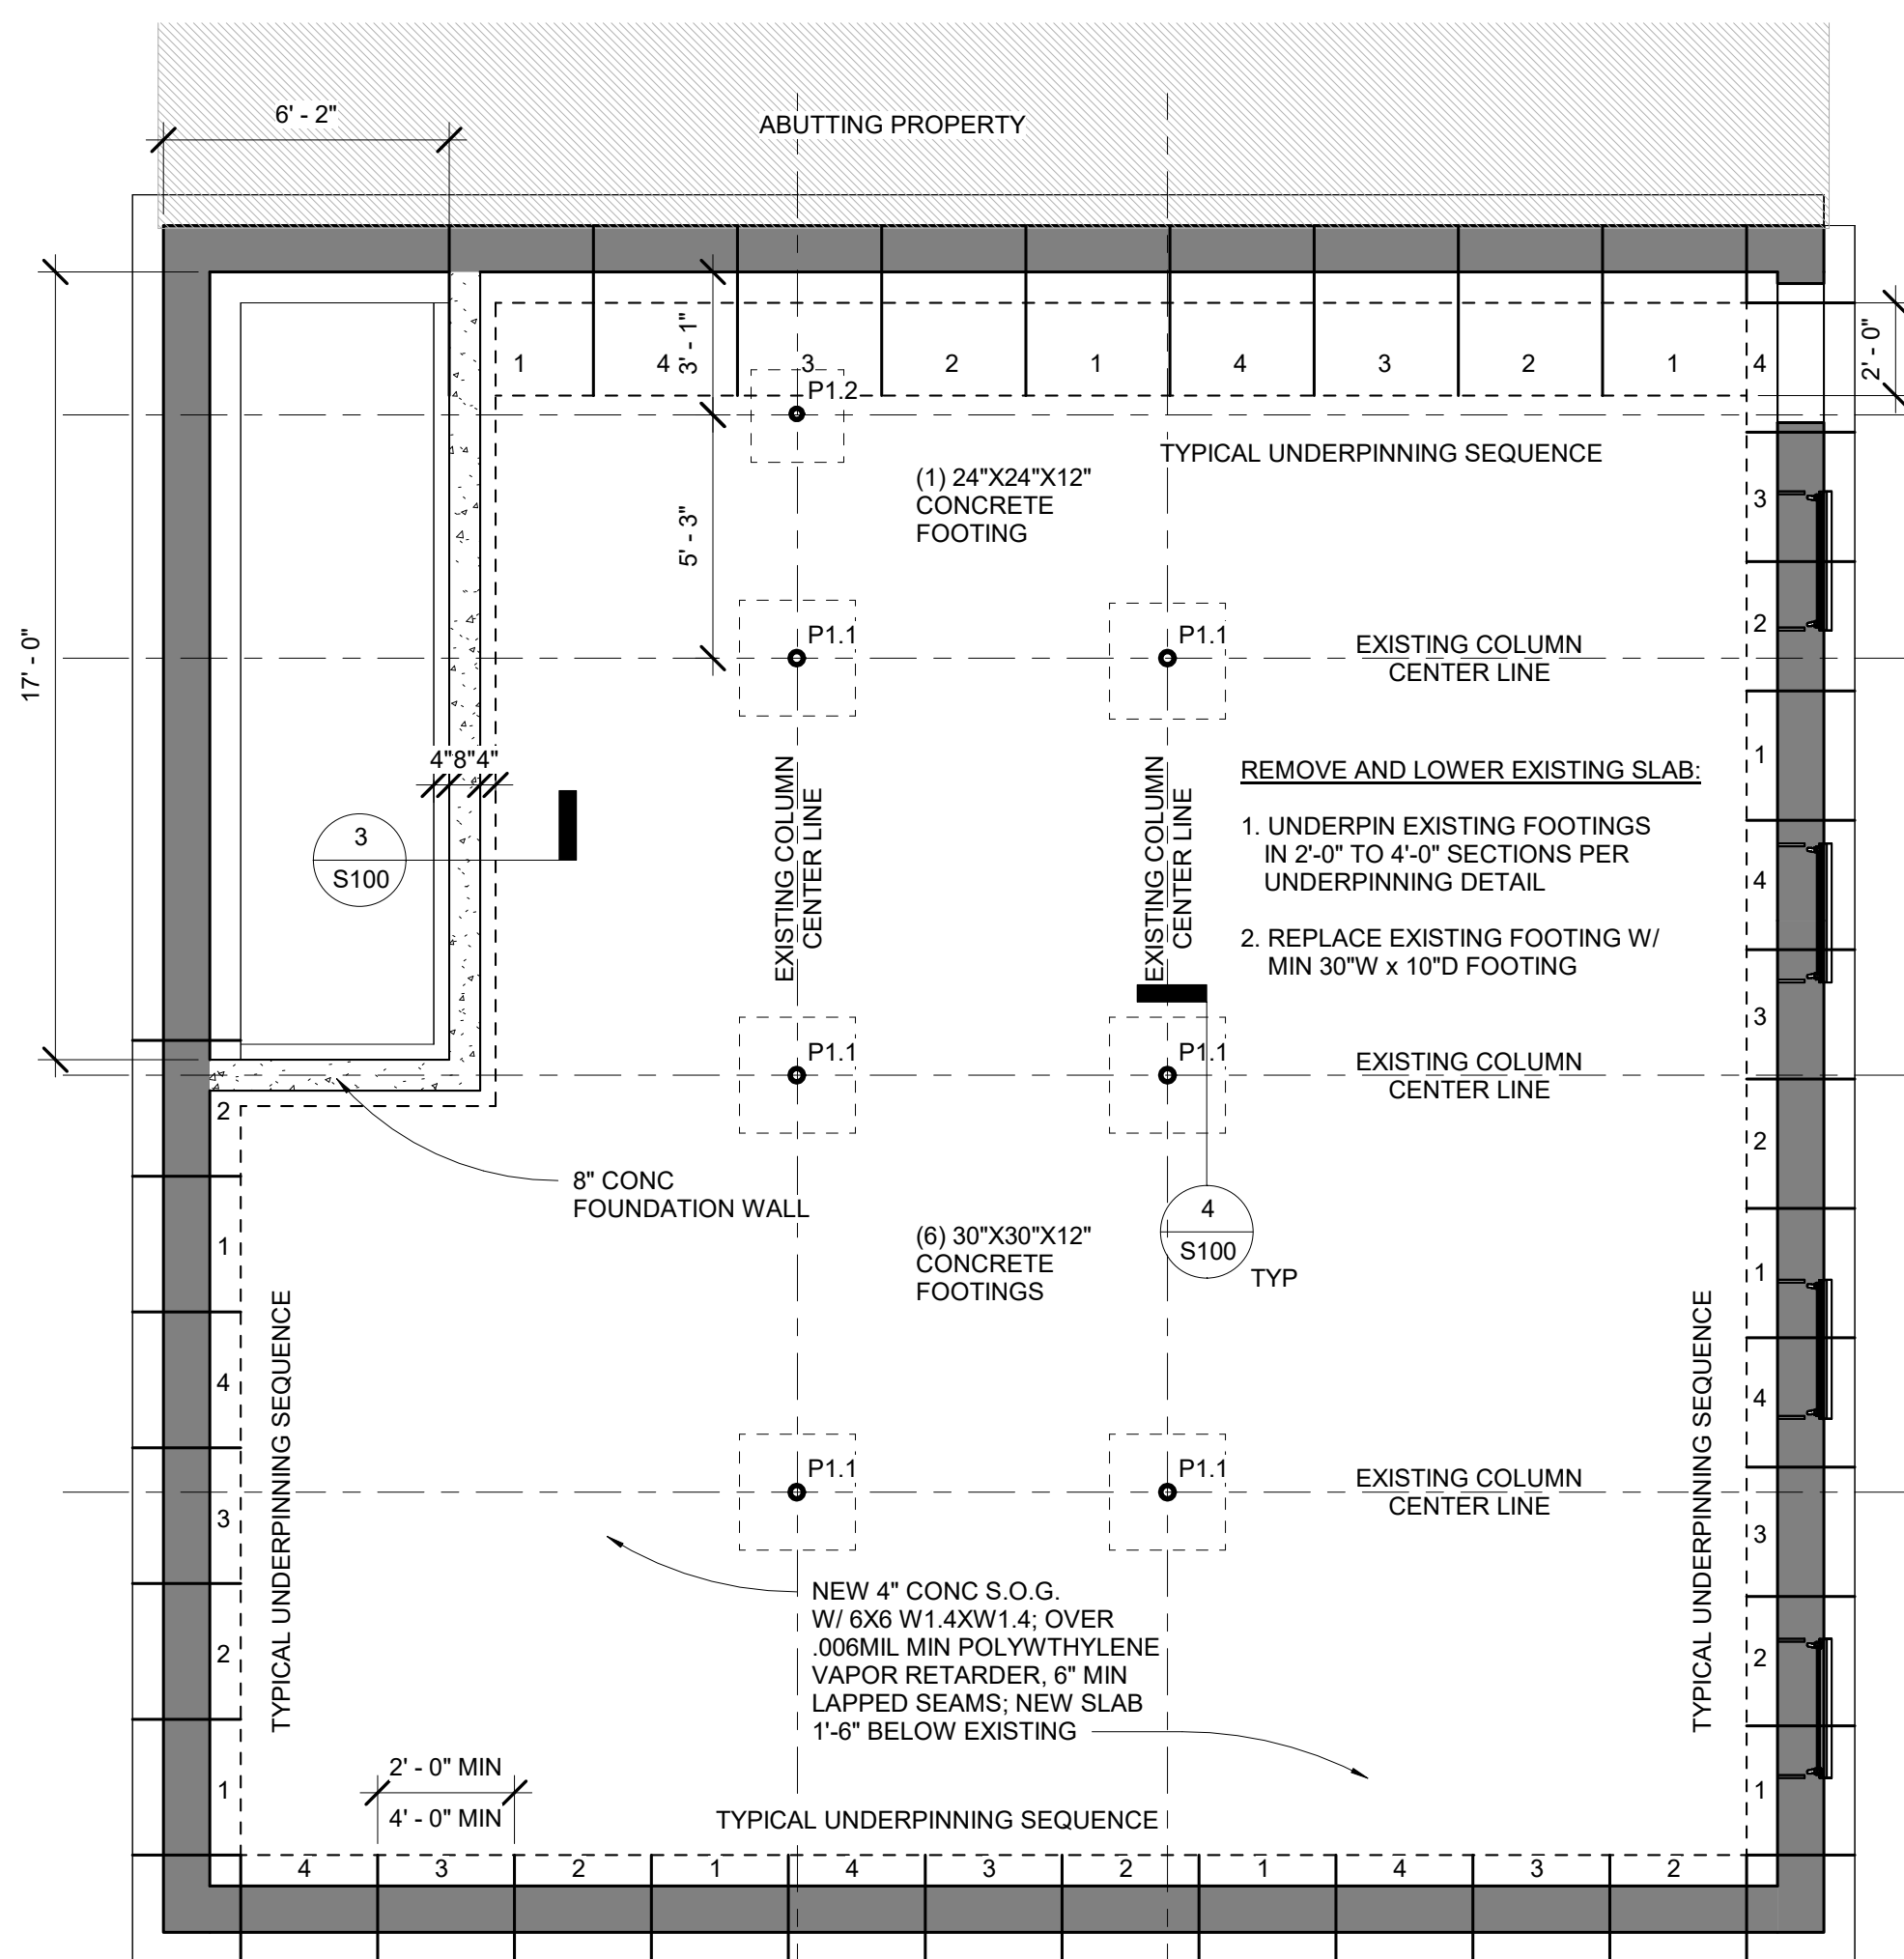 6' - 2"
ABUTTING PROPERTY
17' - 0"
3' - 1"
5' - 3"
2' - 0"
1 4 3 2 1 4 3 2 1 4
P1.2
TYPICAL UNDERPINNING SEQUENCE
(1) 24"X24"X12"
CONCRETE
FOOTING
3
2
1
4
3
2
1
4
3
2
1
P1.1
P1.1
EXISTING COLUMN
CENTER LINE
4" 8" 4"
3
S100
EXISTING COLUMN
CENTER LINE
EXISTING COLUMN
CENTER LINE
REMOVE AND LOWER EXISTING SLAB:
1. UNDERPIN EXISTING FOOTINGS
IN 2'-0" TO 4'-0" SECTIONS PER
UNDERPINNING DETAIL
2. REPLACE EXISTING FOOTING W/
MIN 30"W x 10"D FOOTING
P1.1
P1.1
EXISTING COLUMN
CENTER LINE
2
1
4
3
2
1
8" CONC
FOUNDATION WALL
(6) 30"X30"X12"
CONCRETE
FOOTINGS
4
S100
TYP
TYPICAL UNDERPINNING SEQUENCE
TYPICAL UNDERPINNING SEQUENCE
P1.1
P1.1
EXISTING COLUMN
CENTER LINE
NEW 4" CONC S.O.G.
W/ 6X6 W1.4XW1.4; OVER
.006MIL MIN POLYWTHYLENE
VAPOR RETARDER, 6" MIN
LAPPED SEAMS; NEW SLAB
1'-6" BELOW EXISTING
2' - 0" MIN
4' - 0" MIN
TYPICAL UNDERPINNING SEQUENCE
4 3 2 1 4 3 2 1 4 3 2